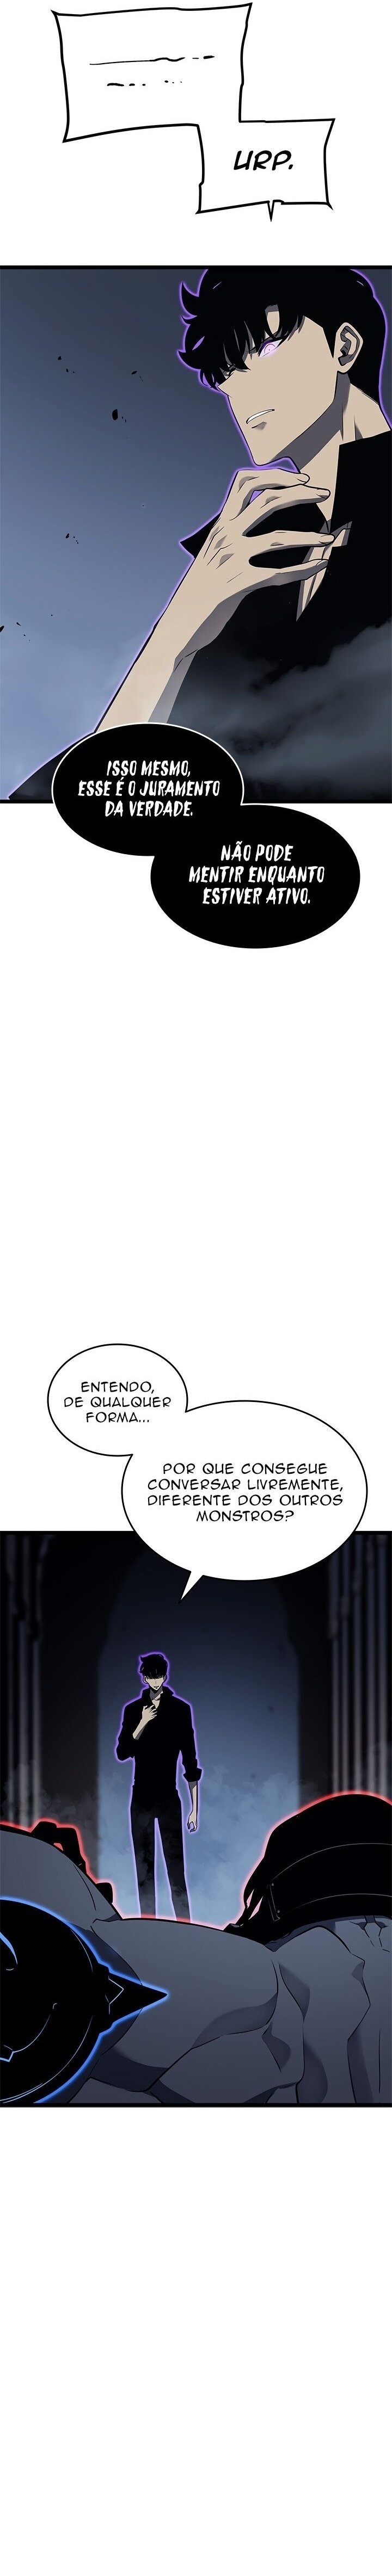 URP.
ISSO MESMO,
ESSE É O JURAMENTO
DA VERDADE.
NÃO PODE
MENTIR ENQUANTO
ESTIVER ATIVO.
ENTENDO,
DE QUALQUER
FORMA...
POR QUE CONSEGUE
CONVERSAR LIVREMENTE,
DIFERENTE DOS OUTROS
MONSTROS?